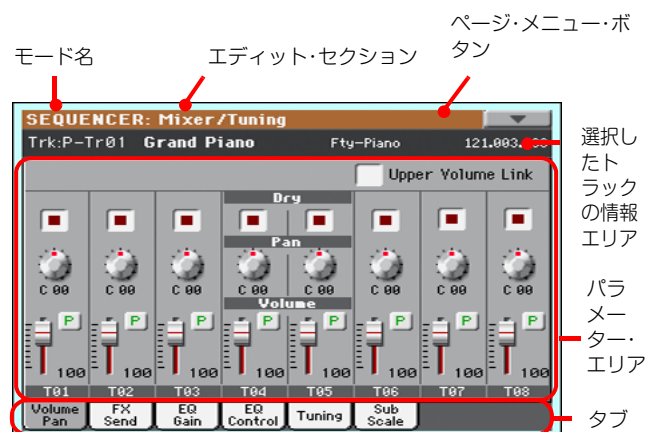 ページ・メニュー・ボ
タン
モード名
エディット・セクション
SEQUENCER: Mixer/Tuning
Trk:P-Tr01 Grand Piano Fty-Piano
選択し
たト
ラック
の情報
エリア
Upper Volume Link
Dry
Pan
C 00 C 00 C 00 C 00 C 00 C 00 C 00 C 00
Volume
P P P P P P P P
100 100 100 100 100 100 100 100
T01 T02 T03 T04 T05 T06 T07 T08
パラ
メー
ター・
エリア
Volume Pan FX Send EQ Gain EQ Control Tuning Sub Scale
タブ